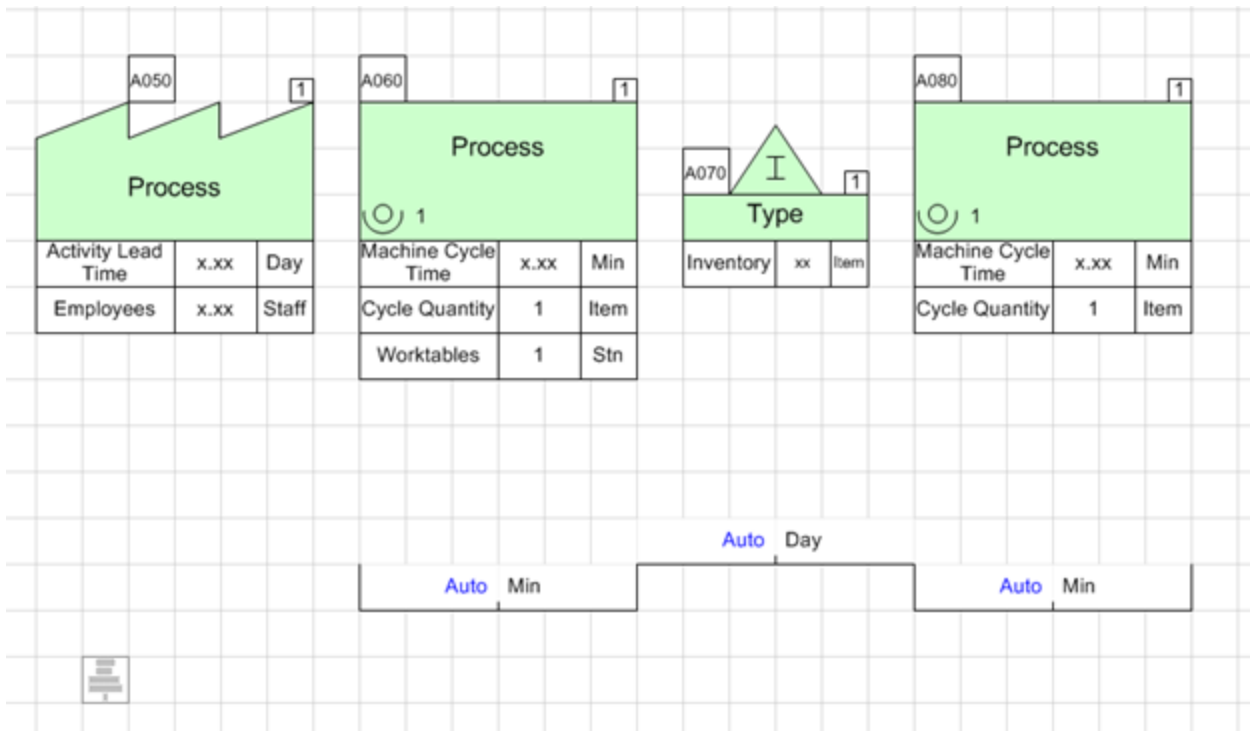 A050
1
Process
Activity Lead
Time
x.xx
Day
Employees
x.xx
Staff
A060
1
Process
1
Machine Cycle
Time
x.xx
Min
Cycle Quantity
1
Item
Worktables
1
Stn
A070
I
1
Type
Inventory
xx
Item
A080
1
Process
1
Machine Cycle
Time
x.xx
Min
Cycle Quantity
1
Item
Auto Day
Auto Min
Auto Min